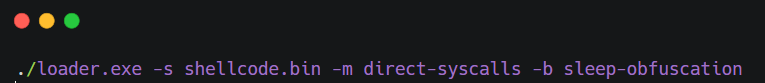 ./loader.exe -s shellcode.bin -m direct-syscalls -b sleep-obfuscation